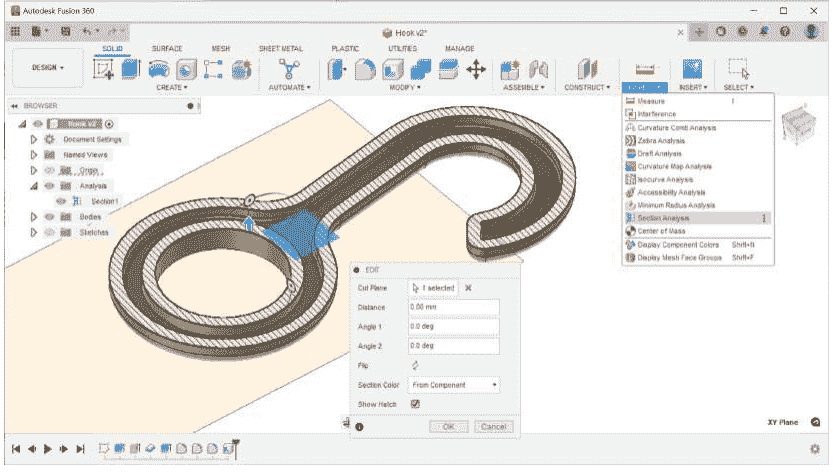 Autodesk Fusion 360
Hook v2*
DESIGN
SOLID SURFACE MESH SHEET METAL PLASTIC UTILITIES MANAGE
CREATE AUTOMATE MODIFY ASSEMBLE CONSTRUCT INSERT SELECT
BROWSER
Hook v2
Document Settings
Named Views
Origin
Analysis
Section1
Bodies
Sketches
Measure I
Interference
Curvature Comb Analysis
Zebra Analysis
Draft Analysis
Curvature Map Analysis
Isocurve Analysis
Accessibility Analysis
Minimum Radius Analysis
Section Analysis
Center of Mass
Display Component Colors Shift+N
Display Mesh Face Groups Shift+F
EDIT
Cut Plane 1 selected
Distance 0.00 mm
Angle 1 0.0 deg
Angle 2 0.0 deg
Flip
Section Color From Component
Show Hatch
OK Cancel
XY Plane